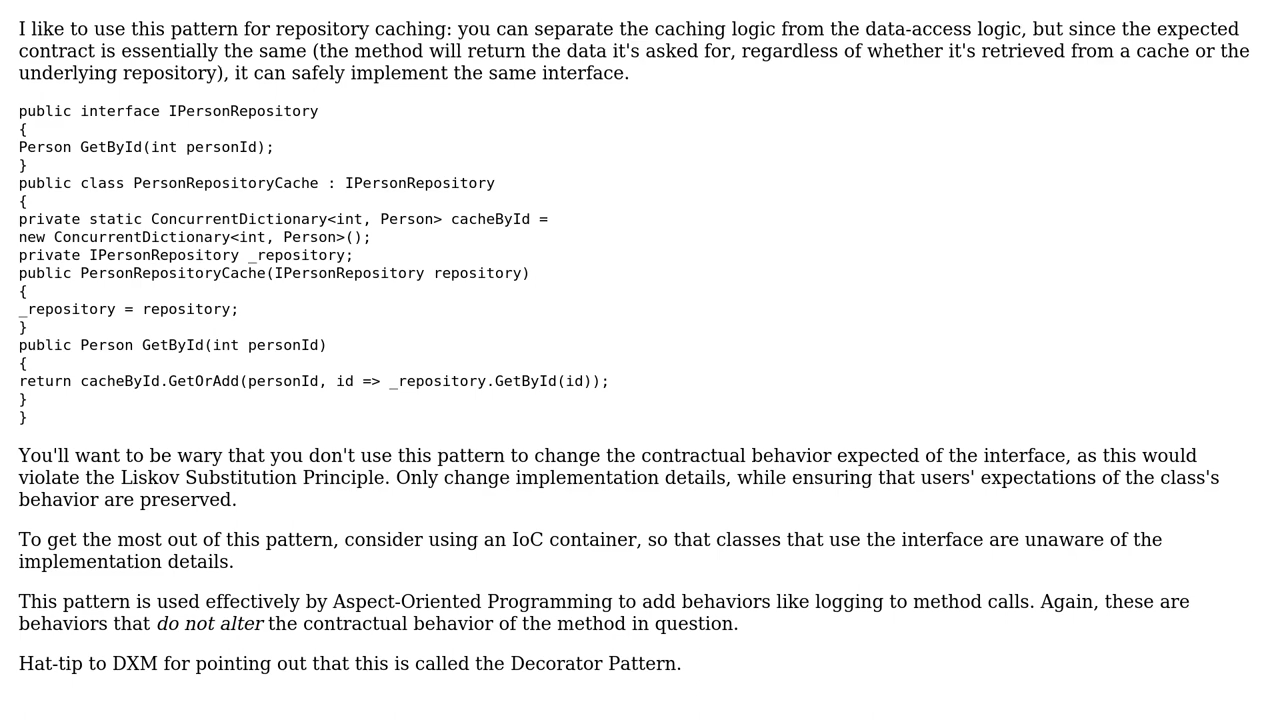 I like to use this pattern for repository caching: you can separate the caching logic from the data-access logic, but since the expected
contract is essentially the same (the method will return the data it's asked for, regardless of whether it's retrieved from a cache or the
underlying repository), it can safely implement the same interface.
public interface IPersonRepository
{
Person GetById(int personId);
}
public class PersonRepositoryCache : IPersonRepository
{
private static ConcurrentDictionary<int, Person> cacheById =
new ConcurrentDictionary<int, Person>();
private IPersonRepository _repository;
public PersonRepositoryCache(IPersonRepository repository)
{
_repository = repository;
}
public Person GetById(int personId)
{
return cacheById.GetOrAdd(personId, id => _repository.GetById(id));
}
}
You'll want to be wary that you don't use this pattern to change the contractual behavior expected of the interface, as this would
violate the Liskov Substitution Principle. Only change implementation details, while ensuring that users' expectations of the class's
behavior are preserved.
To get the most out of this pattern, consider using an IoC container, so that classes that use the interface are unaware of the
implementation details.
This pattern is used effectively by Aspect-Oriented Programming to add behaviors like logging to method calls. Again, these are
behaviors that do not alter the contractual behavior of the method in question.
Hat-tip to DXM for pointing out that this is called the Decorator Pattern.